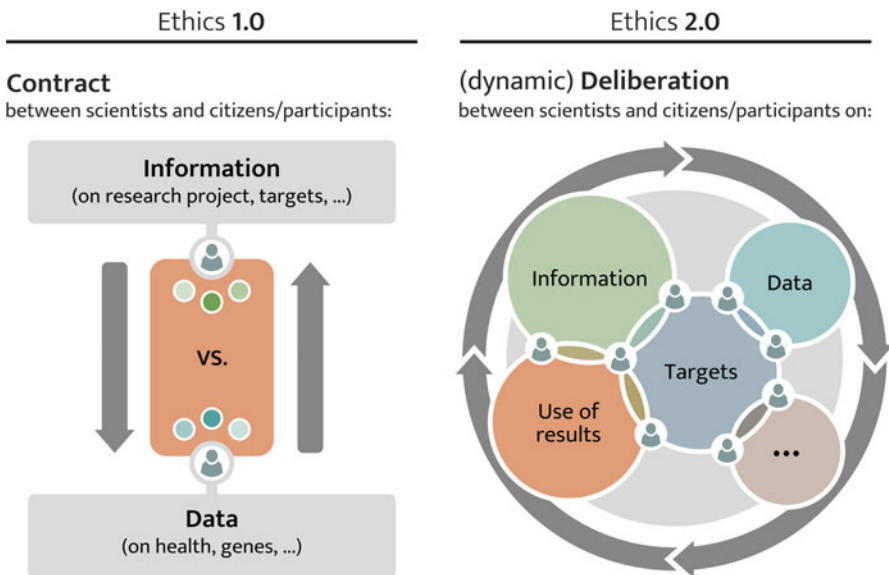 Ethics 1.0
Contract
between scientists and citizens/participants:
Information
(on research project, targets, ...)
vs.
Data
(on health, genes, ...)
Ethics 2.0
(dynamic) Deliberation
between scientists and citizens/participants on:
Information
Data
Targets
Use of
results
...